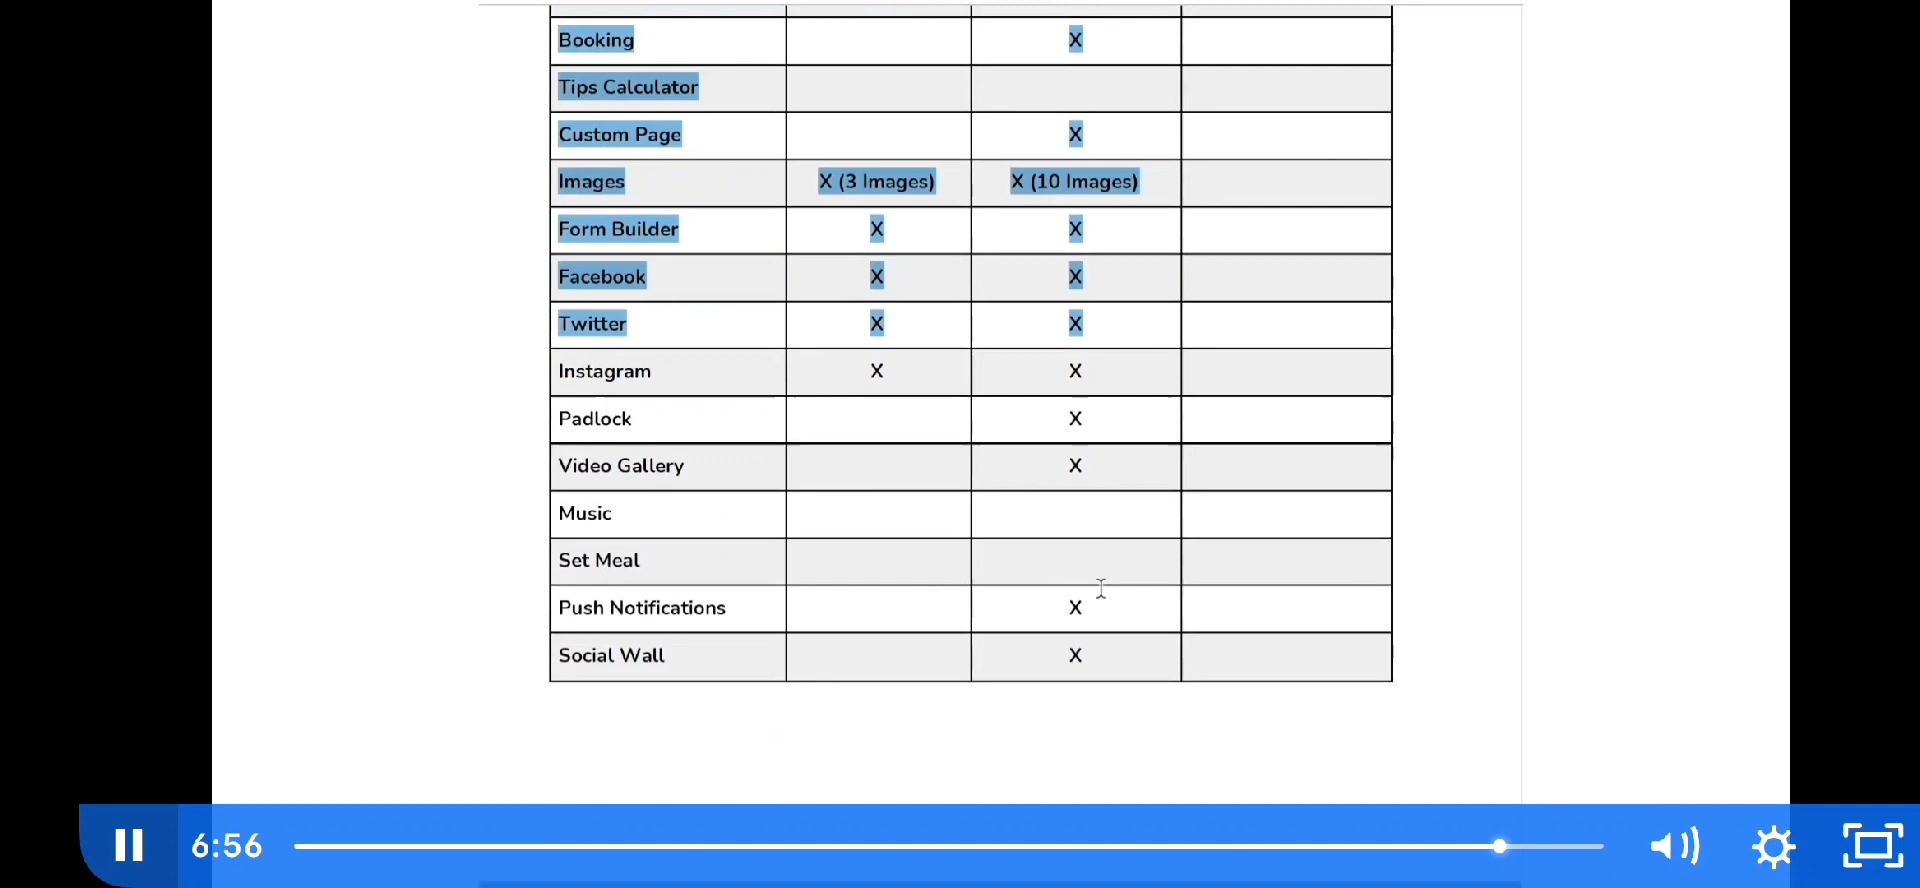 Booking X
Tips Calculator
Custom Page X
Images X (3 Images) X (10 Images)
Form Builder X X
Facebook X X
Twitter X X
Instagram X X
Padlock X
Video Gallery X
Music
Set Meal
Push Notifications X
Social Wall X
6:56